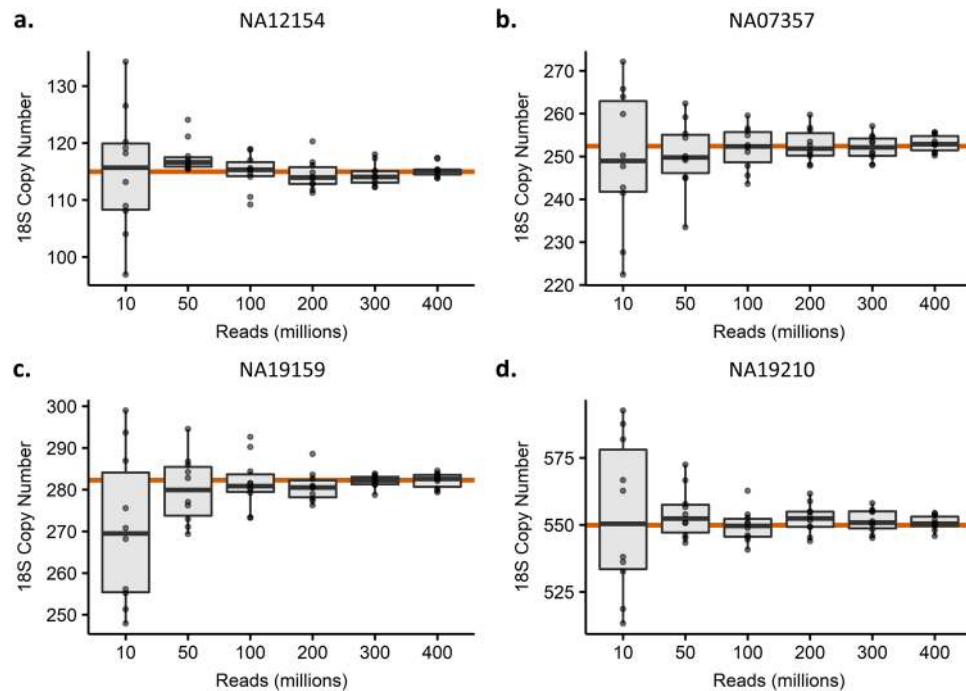 a.
NA12154
18S Copy Number
130
120
110
100
10 50 100 200 300 400
Reads (millions)
b.
NA07357
18S Copy Number
270
260
250
240
230
220
10 50 100 200 300 400
Reads (millions)
c.
NA19159
18S Copy Number
300
290
280
270
260
250
10 50 100 200 300 400
Reads (millions)
d.
NA19210
18S Copy Number
575
550
525
10 50 100 200 300 400
Reads (millions)